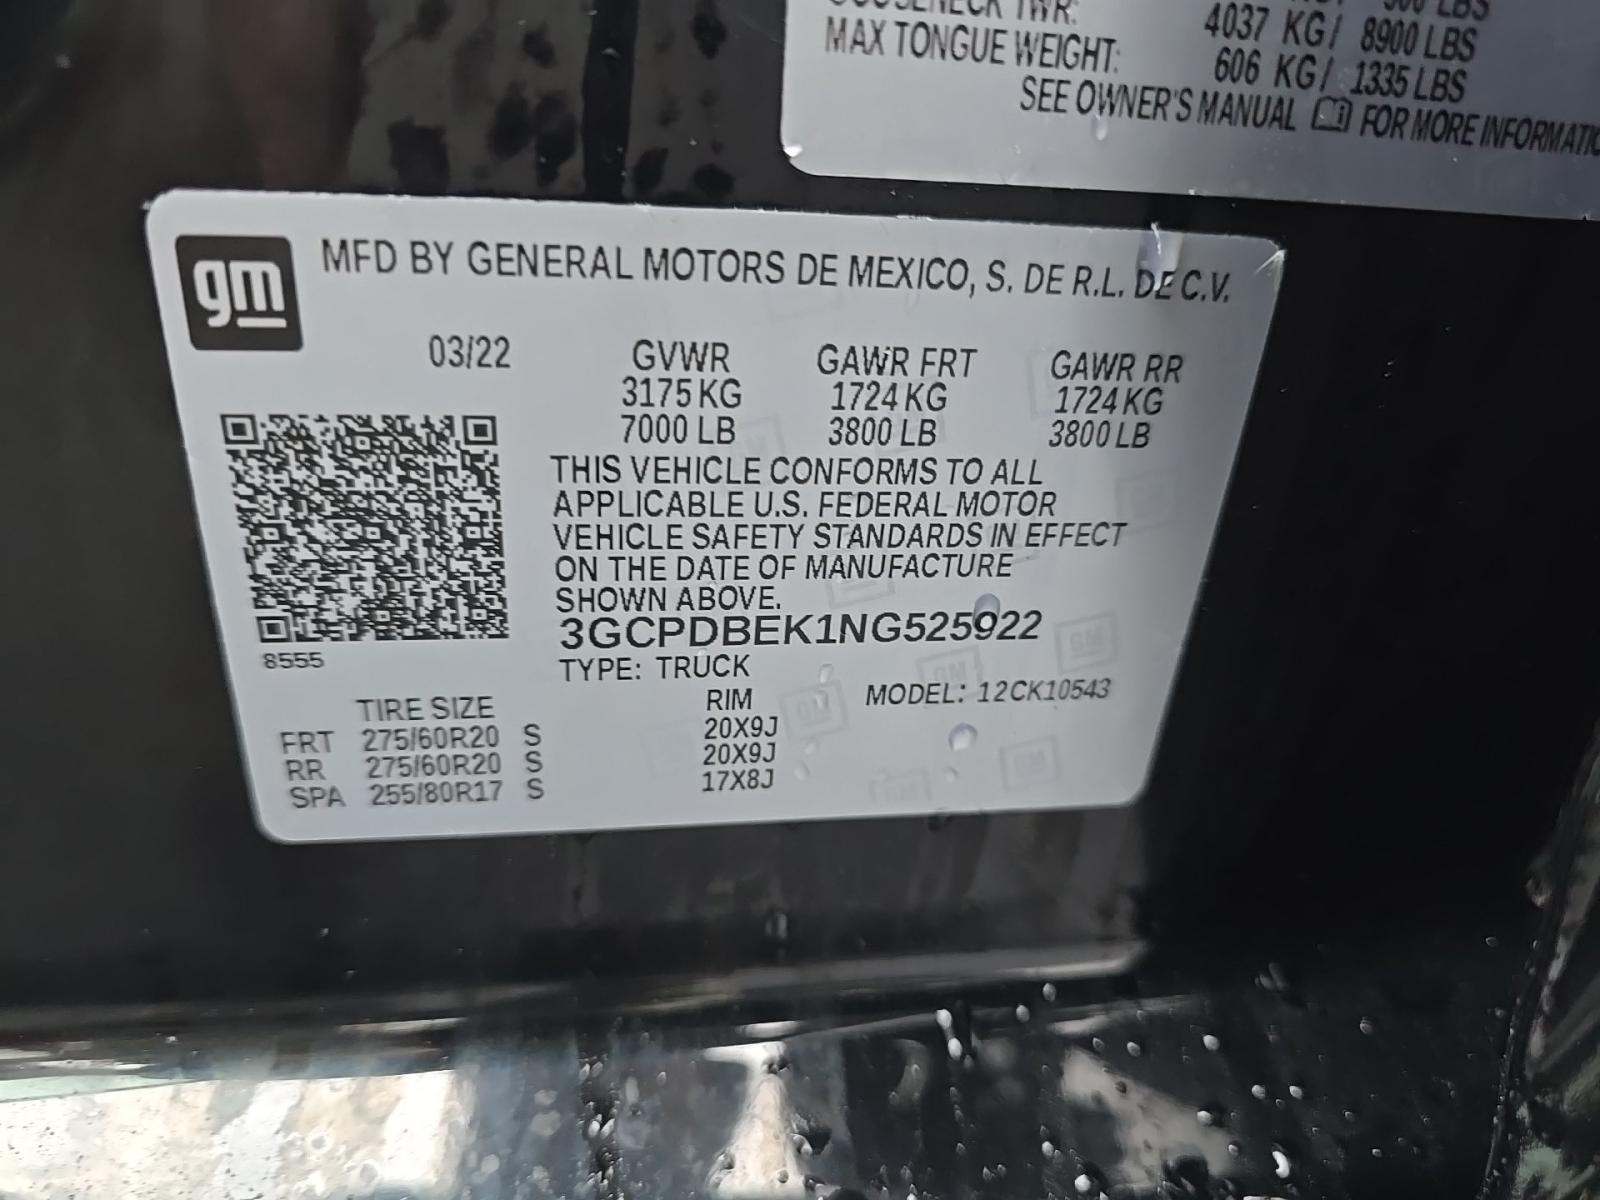 LBS
TWR:
4037 KG/ 8900 LBS
MAX TONGUE WEIGHT:
606 KG/ 1335 LBS
SEE OWNER'S MANUAL FOR MORE
gm
MFD BY GENERAL MOTORS DE MEXICO, S. DE R.L. DE C.V.
03/22 GVWR GAWR FRT GAWR RR
3175 KG 1724 KG 1724 KG
7000 LB 3800 LB 3800 LB
THIS VEHICLE CONFORMS TO ALL
APPLICABLE U.S. FEDERAL MOTOR
VEHICLE SAFETY STANDARDS IN EFFECT
ON THE DATE OF MANUFACTURE
SHOWN ABOVE.
3GCPDBEK1NG525922
8555
TYPE: TRUCK
MODEL: 12CK10543
TIRE SIZE RIM
FRT 275/60R20 S 20X9J
RR 275/60R20 S 20X9J
SPA 255/80R17 S 17X8J